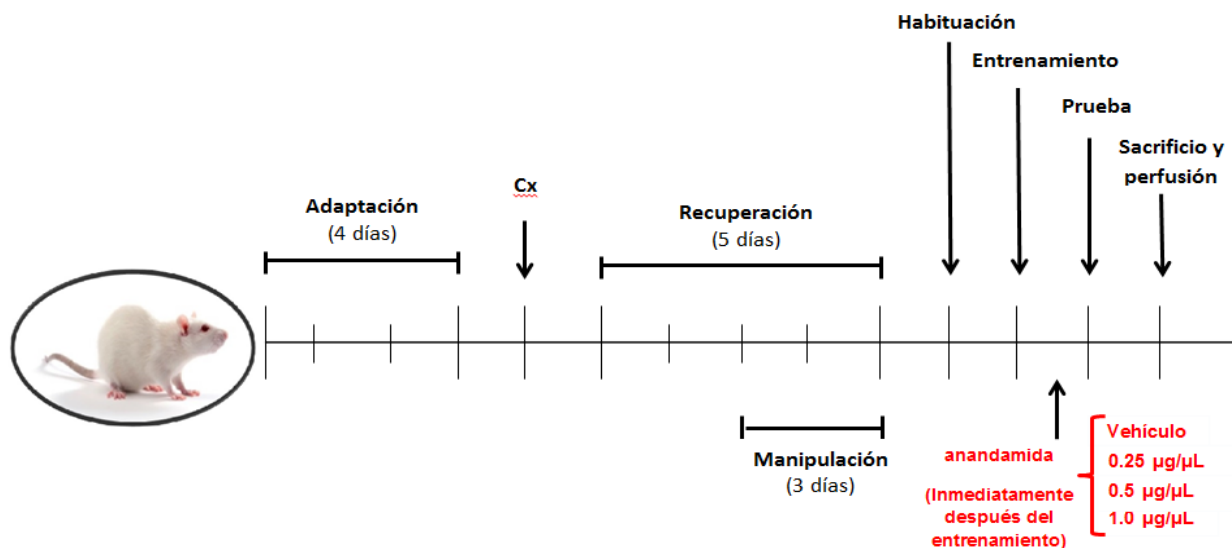 Habituación
Entrenamiento
Prueba
Sacrificio y
perfusión
Cx
Adaptación
(4 días)
Recuperación
(5 días)
Manipulación
(3 días)
anandamida
(Inmediatamente
después del
entrenamiento)
Vehículo
0.25 µg/µL
0.5 µg/µL
1.0 µg/µL